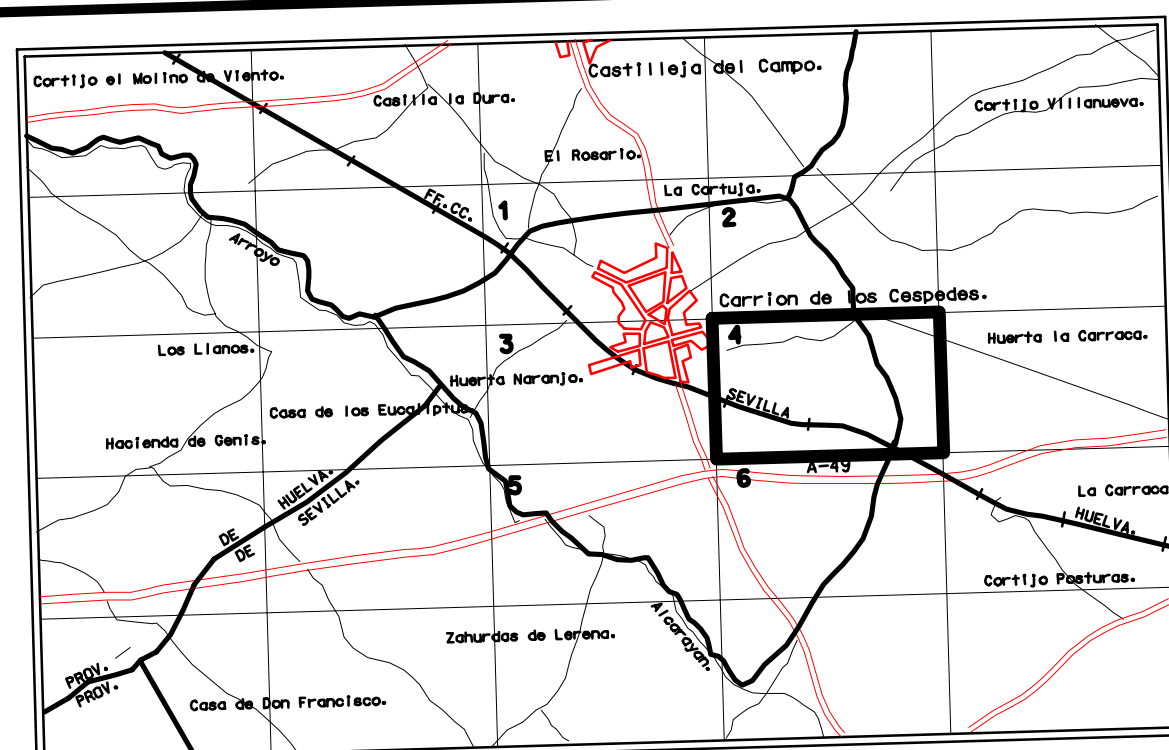 Cortijo el Molino de Viento.
Castilleja del Campo.
Casilla la Dura.
Cortijo Villanueva.
El Rosario.
La Cartuja.
FF.CC.
1
2
Arroyo
Carrion de los Cespedes.
4
3
Los Llanos.
Huerta la Carraca.
Huerta Naranjo.
Casa de los Eucaliptus
SEVILLA
Hacienda de Genis.
A-49
HUELVA.
SEVILLA.
5
6
La Carraca
HUELVA.
DE
DE
Cortijo Posturas.
Zahurdas de Lerena.
Alcarayan.
PROV.
PROV.
Casa de Don Francisco.